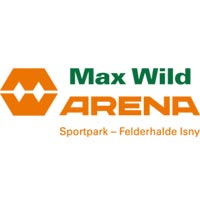 Max Wild
ARENA
Sportpark – Felderhalde Isny